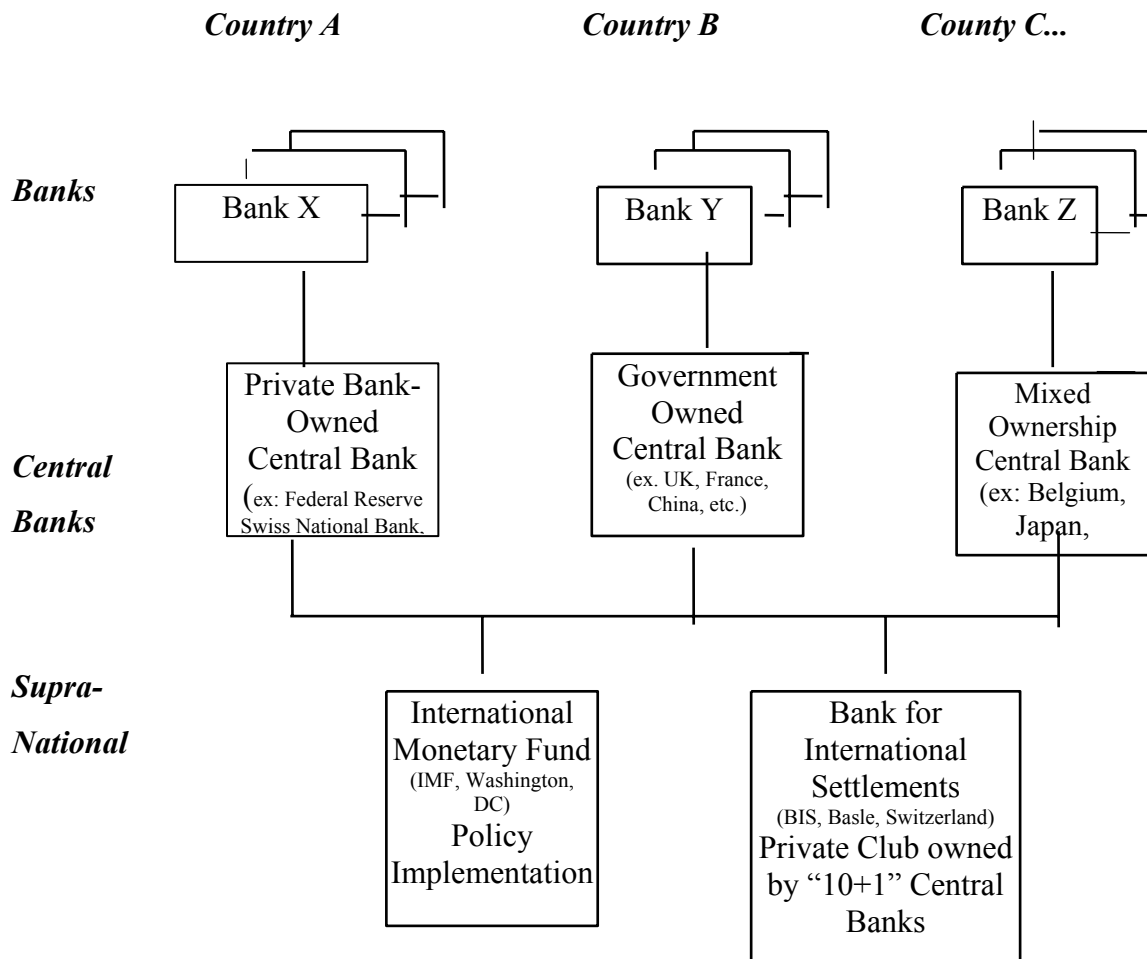 Country A
Country B
County C...
Banks
Bank X
Bank Y
Bank Z
Central
Banks
Private Bank-
Owned
Central Bank
(ex: Federal Reserve
Swiss National Bank,
Government
Owned
Central Bank
(ex. UK, France,
China, etc.)
Mixed
Ownership
Central Bank
(ex: Belgium,
Japan,
Supra-
National
International
Monetary Fund
(IMF, Washington,
DC)
Policy
Implementation
Bank for
International
Settlements
(BIS, Basle, Switzerland)
Private Club owned
by “10+1” Central
Banks